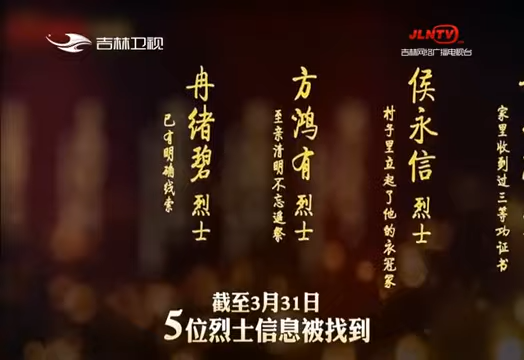 吉林卫视
JLNTV
吉林网络广播电视台
家里收到过三等功证书
侯永信烈士
村子里立起了他的衣冠冢
方鸿有烈士
至亲清明不忘追祭
冉绪碧烈士
已有明确线索
截至3月31日
5位烈士信息被找到